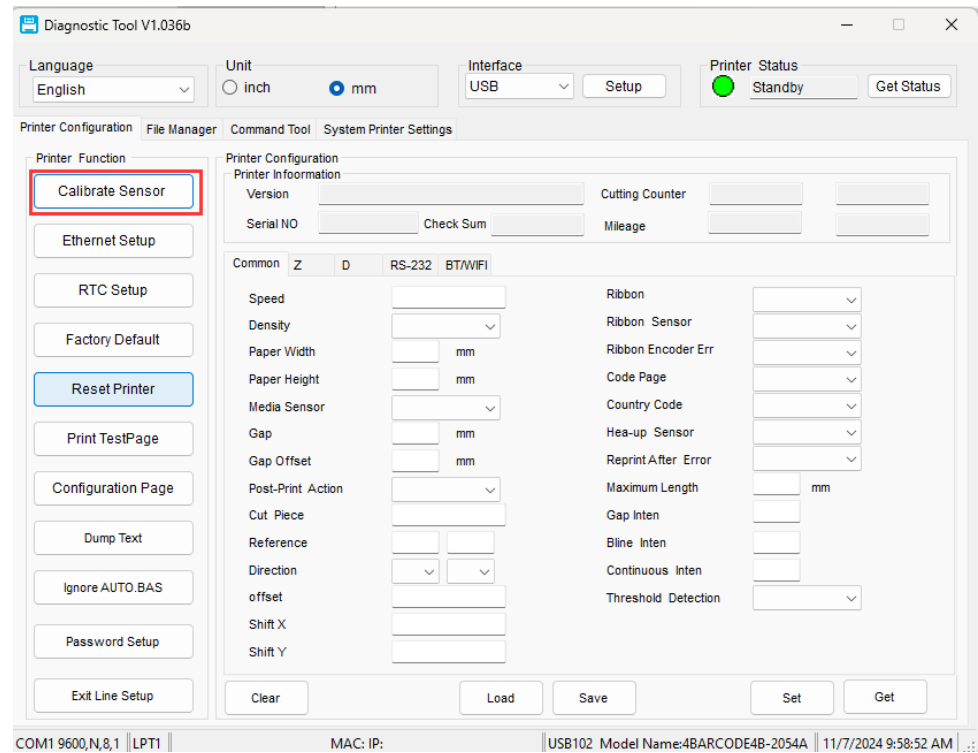 Diagnostic Tool V1.036b
Language
English
Unit
inch
mm
Interface
USB
Setup
Printer Status
Standby
Get Status
Printer Configuration
File Manager
Command Tool
System Printer Settings
Printer Function
Calibrate Sensor
Ethernet Setup
RTC Setup
Factory Default
Reset Printer
Print TestPage
Configuration Page
Dump Text
Ignore AUTO.BAS
Password Setup
Exit Line Setup
Printer Configuration
Printer Infoormation
Version
Cutting Counter
Serial NO
Check Sum
Mileage
Common
Z
D
RS-232
BT/WIFI
Speed
Density
Paper Width
mm
Paper Height
mm
Media Sensor
Gap
mm
Gap Offset
mm
Post-Print Action
Cut Piece
Reference
Direction
offset
Shift X
Shift Y
Ribbon
Ribbon Sensor
Ribbon Encoder Err
Code Page
Country Code
Hea-up Sensor
Reprint After Error
Maximum Length
mm
Gap Inten
Bline Inten
Continuous Inten
Threshold Detection
Clear
Load
Save
Set
Get
COM1 9600,N,8,1
LPT1
MAC: IP:
USB102 Model Name:4BARCODE4B-2054A
11/7/2024 9:58:52 AM